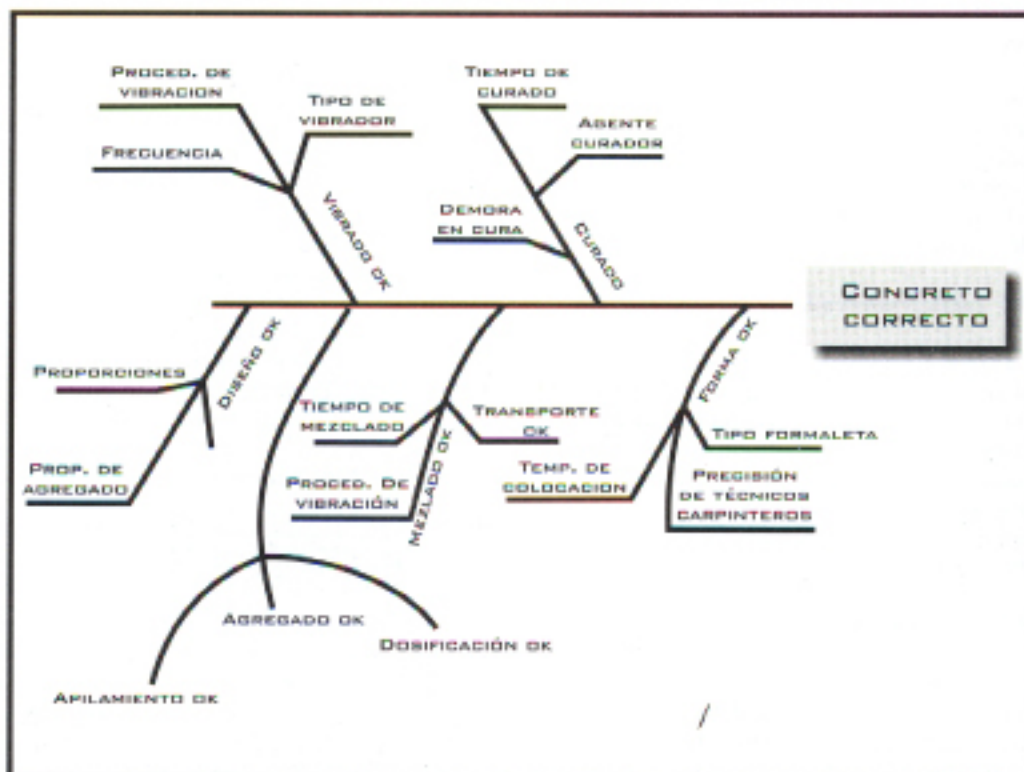 PROCED. DE
VIBRACION
TIPO DE
VIBRADOR
FRECUENCIA
VIBRADO OK
TIEMPO DE
CURADO
AGENTE
CURADOR
DEMORA
EN CURA
CURADO
CONCRETO
CORRECTO
PROPORCIONES
DISEÑO OK
PROP. DE
AGREGADO
TIEMPO DE
MEZCLADO
TRANSPORTE
OK
PROCED. DE
VIBRACIÓN
MEZLADO OK
FORMA OK
TIPO FORMALETA
TEMP. DE
COLOCACION
PRECISIÓN
DE TÉCNICOS
CARPINTEROS
AGREGADO OK
DOSIFICACIÓN OK
APILAMIENTO OK